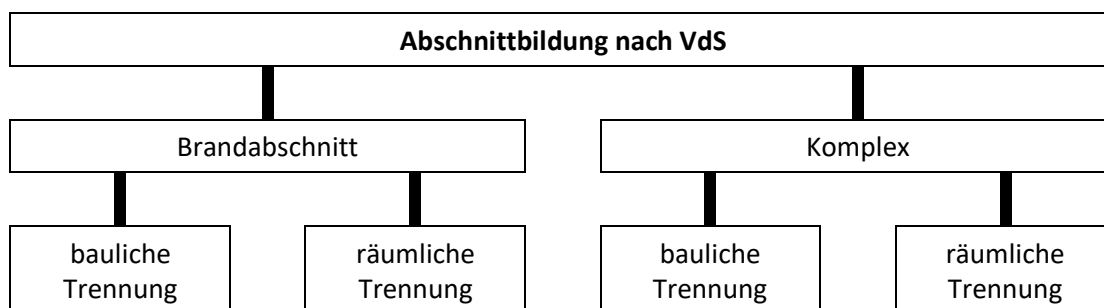 Abschnittbildung nach VdS
Brandabschnitt
Komplex
bauliche
Trennung
räumliche
Trennung
bauliche
Trennung
räumliche
Trennung